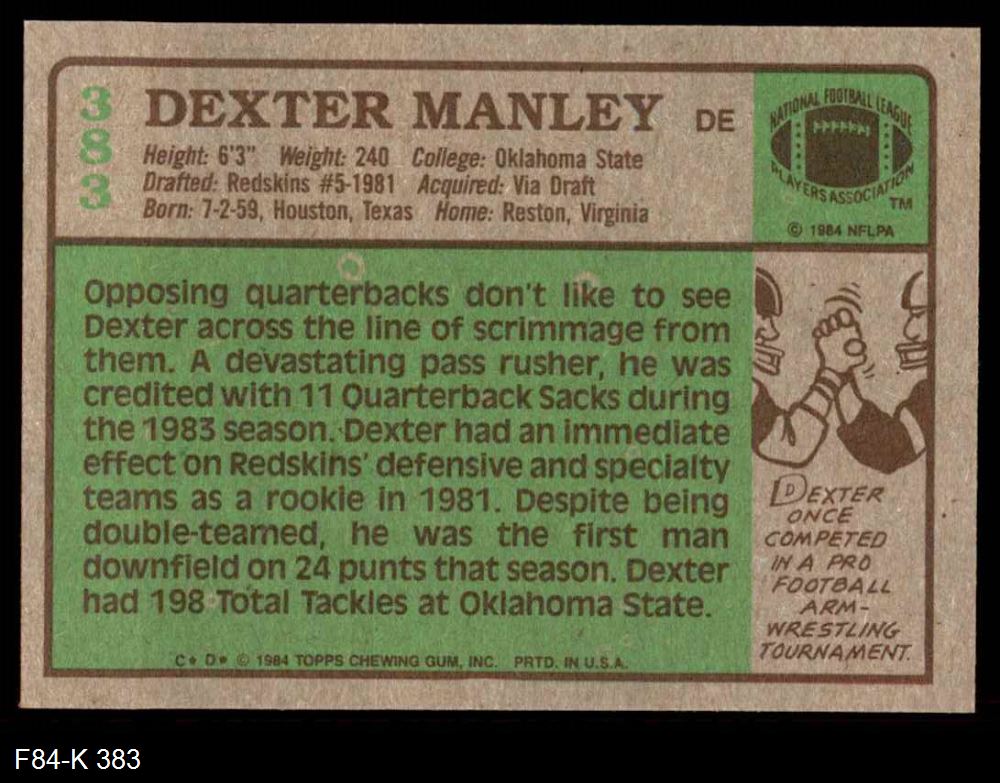 383
DEXTER MANLEY DE
Height: 6'3" Weight: 240 College: Oklahoma State
Drafted: Redskins #5-1981 Acquired: Via Draft
Born: 7-2-59, Houston, Texas Home: Reston, Virginia
NATIONAL FOOTBALL LEAGUE
PLAYERS ASSOCIATION
TM
© 1984 NFLPA
Opposing quarterbacks don't like to see
Dexter across the line of scrimmage from
them. A devastating pass rusher, he was
credited with 11 Quarterback Sacks during
the 1983 season. Dexter had an immediate
effect on Redskins' defensive and specialty
teams as a rookie in 1981. Despite being
double-teamed, he was the first man
downfield on 24 punts that season. Dexter
had 198 Total Tackles at Oklahoma State.
DEXTER
ONCE
COMPETED
IN A PRO
FOOTBALL
ARM-
WRESTLING
TOURNAMENT.
C* D* © 1984 TOPPS CHEWING GUM, INC. PRTD. IN U.S.A.
F84-K 383